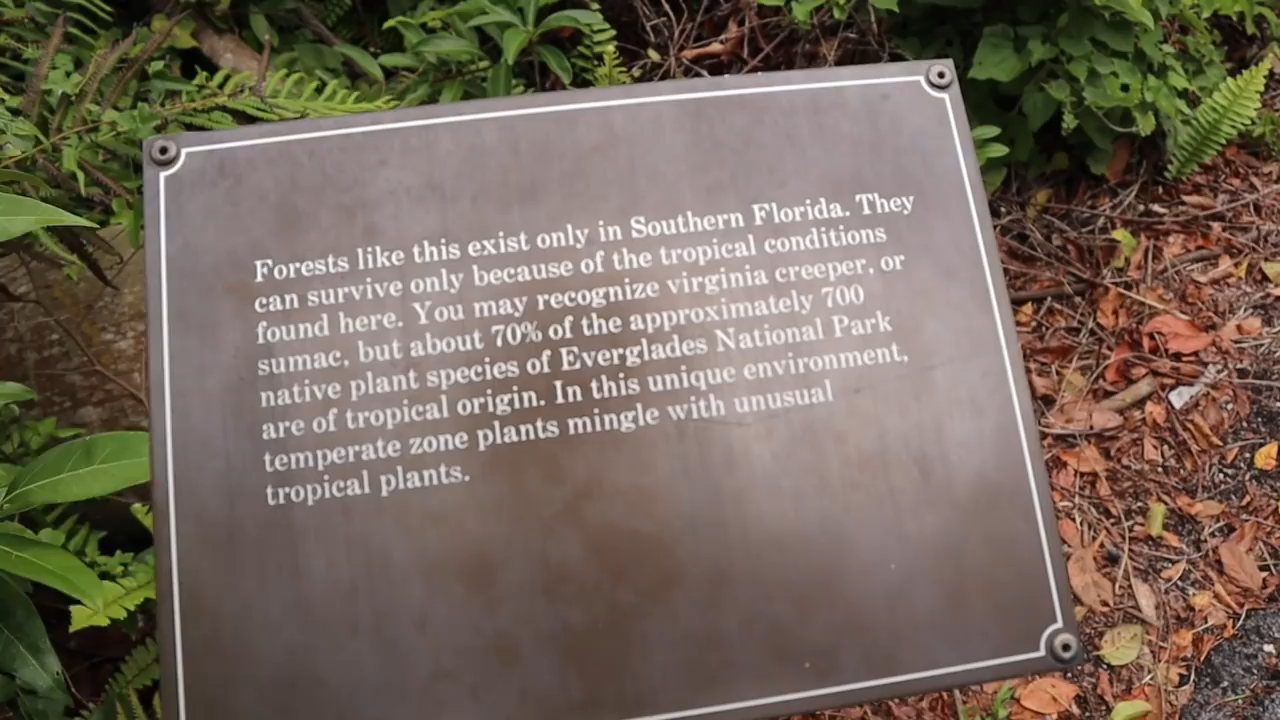 Forests like this exist only in Southern Florida. They
can survive only because of the tropical conditions
found here. You may recognize virginia creeper, or
sumac, but about 70% of the approximately 700
native plant species of Everglades National Park
are of tropical origin. In this unique environment,
temperate zone plants mingle with unusual
tropical plants.